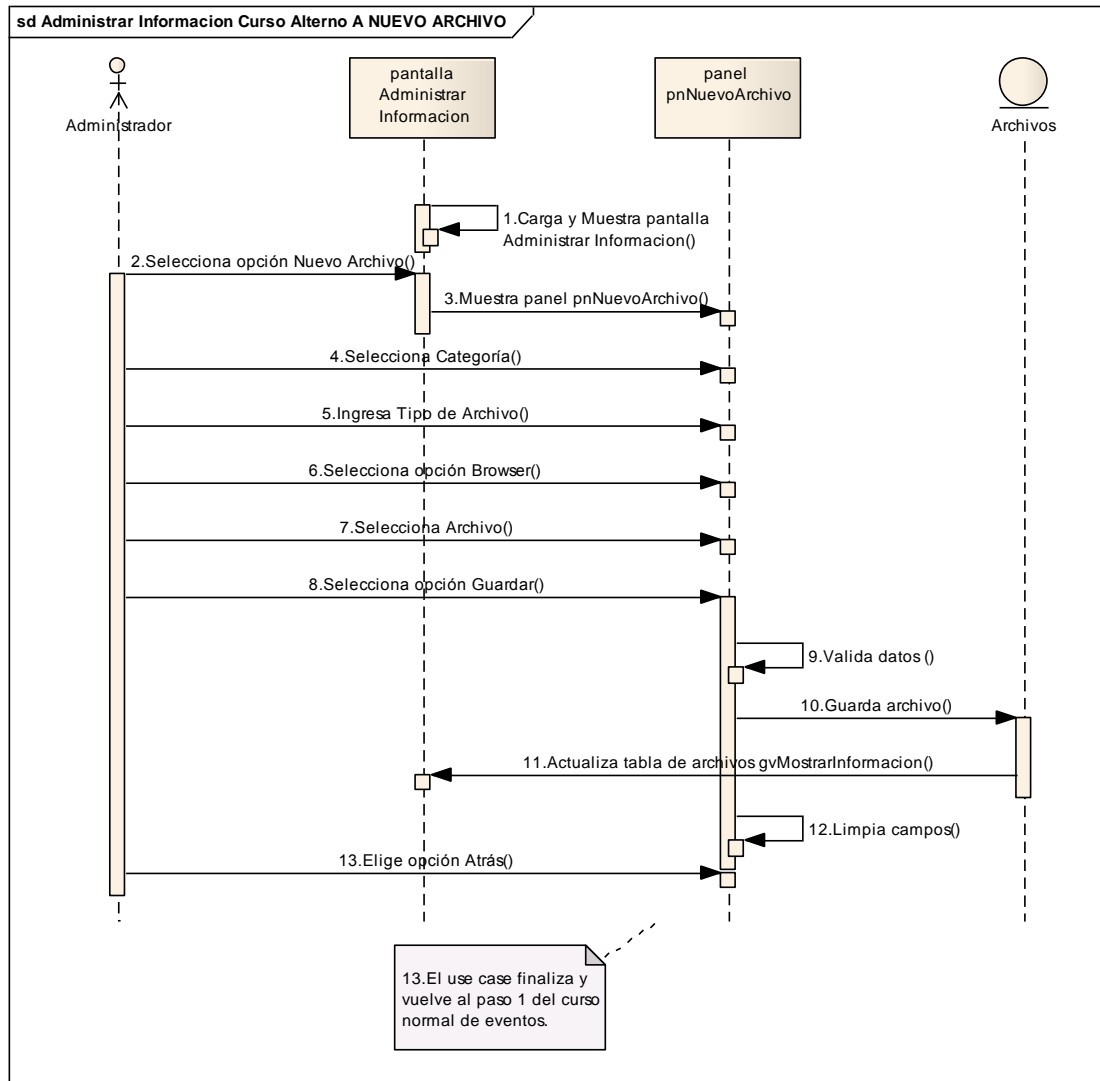 sd Administrar Informacion Curso Alterno A NUEVO ARCHIVO
Administrador
pantalla
Administrar
Informacion
panel
pnNuevoArchivo
Archivos
1.Carga y Muestra pantalla
Administrar Informacion()
2.Selecciona opción Nuevo Archivo()
3.Muestra panel pnNuevoArchivo()
4.Selecciona Categoría()
5.Ingresa Tipo de Archivo()
6.Selecciona opción Browser()
7.Selecciona Archivo()
8.Selecciona opción Guardar()
9.Valida datos ()
10.Guarda archivo()
11.Actualiza tabla de archivos gvMostrarInformacion()
12.Limpia campos()
13.Elige opción Atrás()
13.El use case finaliza y
vuelve al paso 1 del curso
normal de eventos.